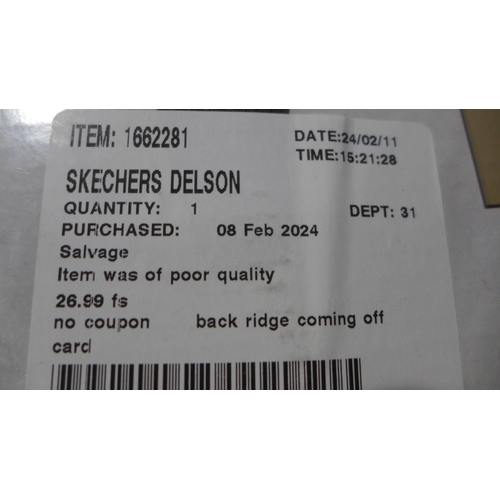 ITEM: 1662281 DATE:24/02/11
TIME:15:21:28
SKECHERS DELSON
QUANTITY: 1 DEPT: 31
PURCHASED: 08 Feb 2024
Salvage
Item was of poor quality
26.99 fs
no coupon back ridge coming off
card